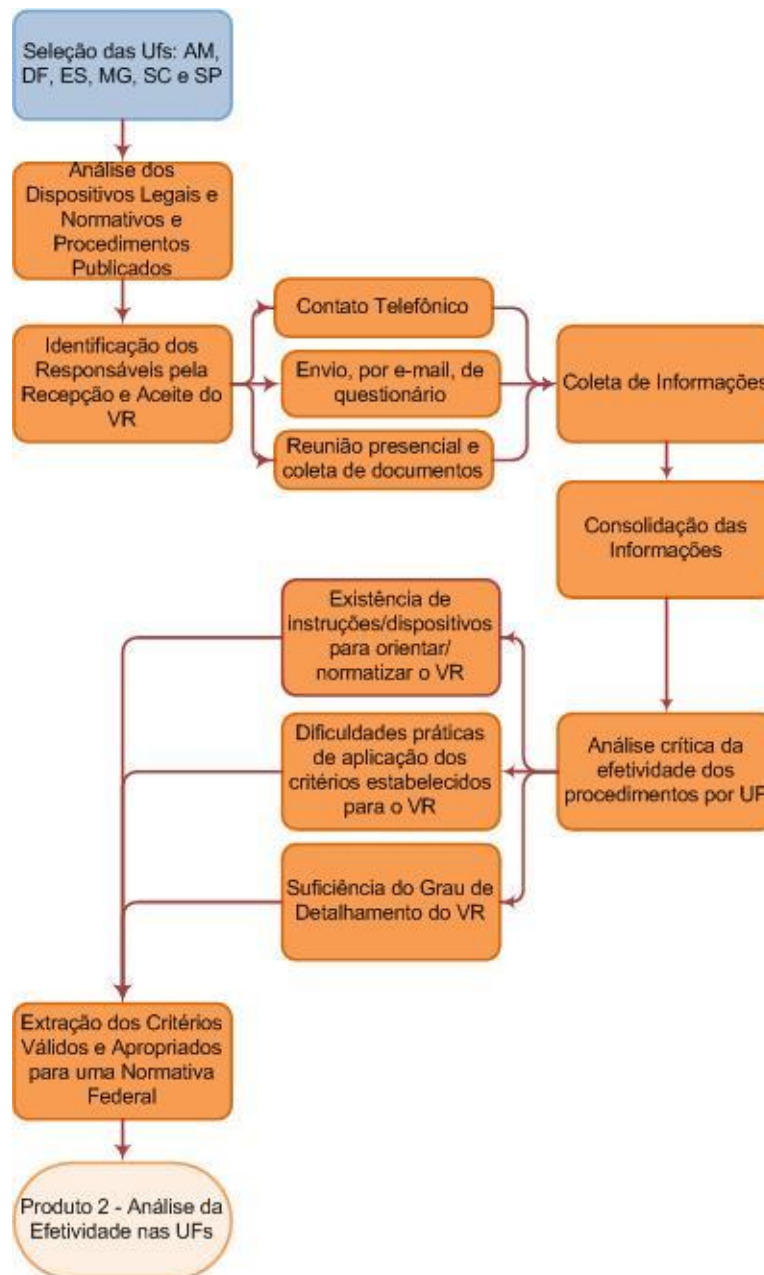 Seleção das Ufs: AM,
DF, ES, MG, SC e SP
Análise dos
Dispositivos Legais e
Normativos e
Procedimentos
Publicados
Identificação dos
Responsáveis pela
Recepção e Aceite do
VR
Contato Telefônico
Envio, por e-mail, de
questionário
Reunião presencial e
coleta de documentos
Coleta de Informações
Consolidação das
Informações
Análise crítica da
efetividade dos
procedimentos por UF
Existência de
instruções/dispositivos
para orientar/
normatizar o VR
Dificuldades práticas
de aplicação dos
critérios estabelecidos
para o VR
Suficiência do Grau de
Detalhamento do VR
Extração dos Critérios
Válidos e Apropriados
para uma Normativa
Federal
Produto 2 - Análise da
Efetividade nas UFs